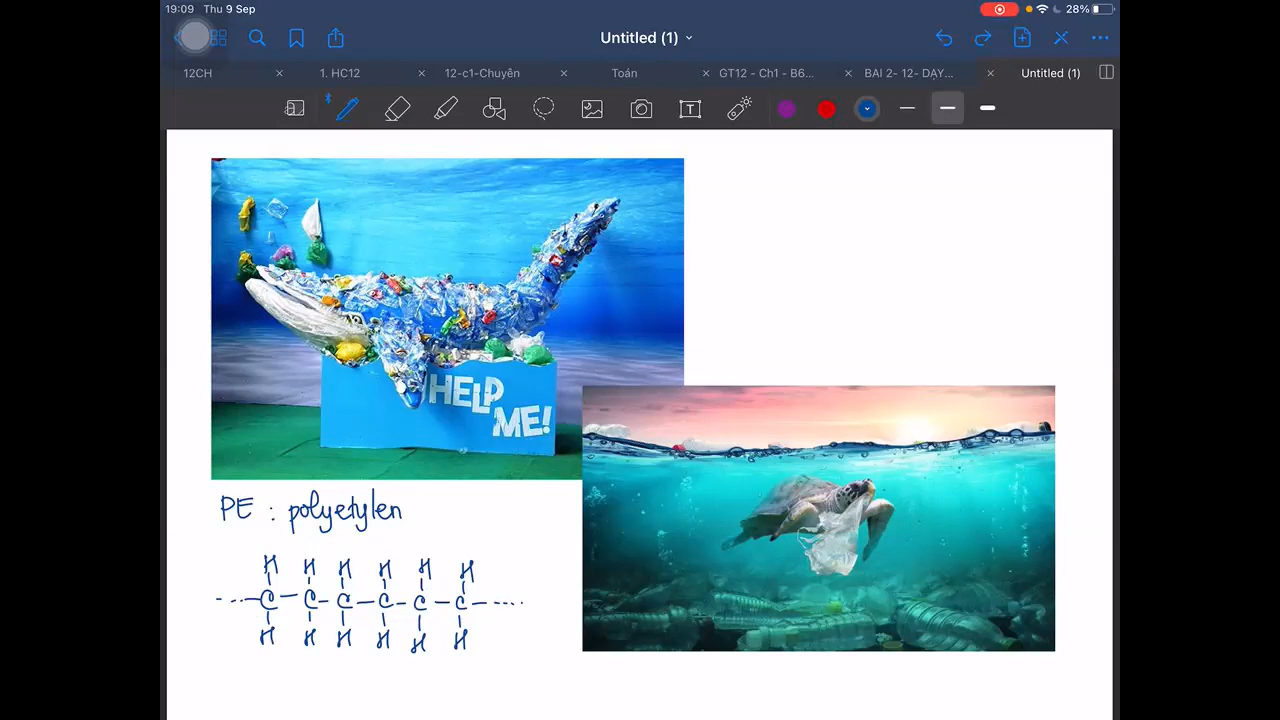 19:09 Thu 9 Sep
28%
Untitled (1)
12CH
1. HC12
12-c1-Chuyên
Toán
GT12 - Ch1 - B6...
BAI 2- 12- DAY...
Untitled (1)
T
HELP
ME!
PE : polyetylen
H H H H H H
---- C — C — C — C — C — C ----
H H H H H H